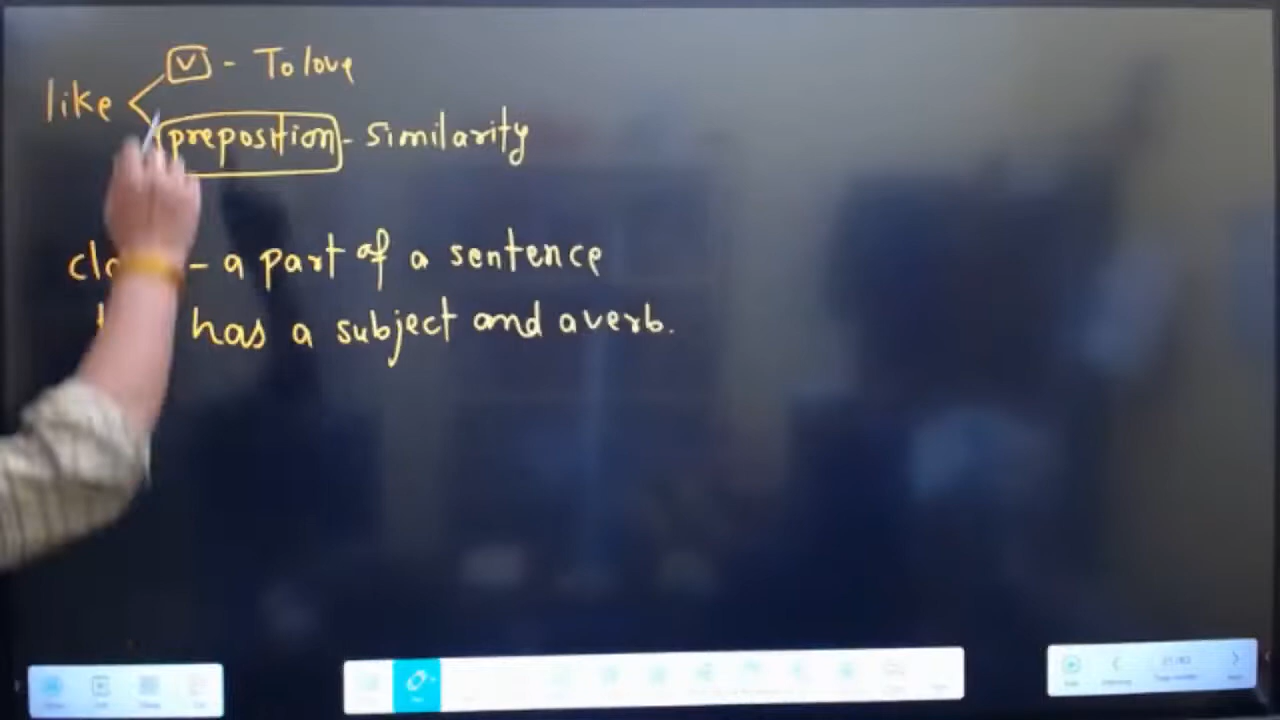 like
v - To love
preposition - similarity
- a part of a sentence
has a subject and a verb.